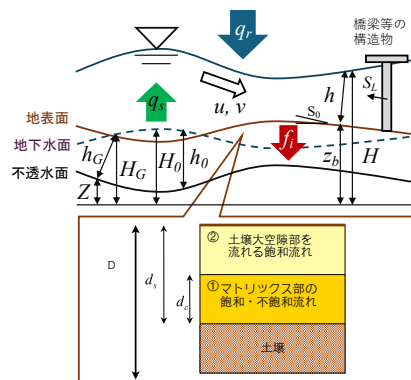 q_r
橋梁等の
構造物
q_s
u, v
S_0
h
S_L
地表面
地下水面
不透水面
h_G
H_G
H_0
h_0
f_i
z_b
H
Z
D
d_s
d_c
② 土壌大空隙部を
流れる飽和流れ
①マトリックス部の
飽和・不飽和流れ
土壌